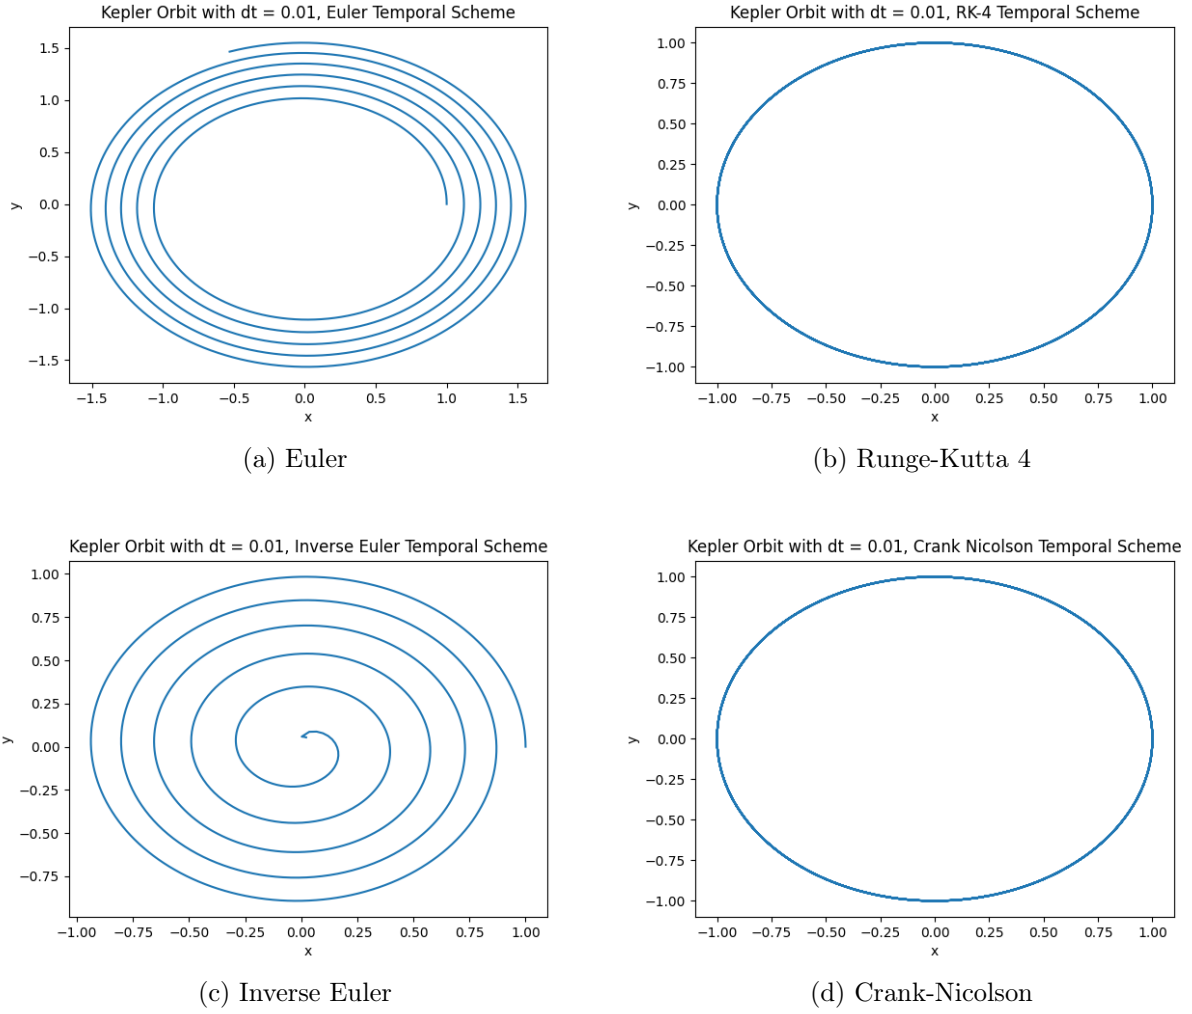 Kepler Orbit with dt = 0.01, Euler Temporal Scheme
1.5
1.0
0.5
0.0
−0.5
−1.0
−1.5
y
−1.5 −1.0 −0.5 0.0 0.5 1.0 1.5
x
(a) Euler
Kepler Orbit with dt = 0.01, RK-4 Temporal Scheme
1.00
0.75
0.50
0.25
0.00
−0.25
−0.50
−0.75
−1.00
y
−1.00 −0.75 −0.50 −0.25 0.00 0.25 0.50 0.75 1.00
x
(b) Runge-Kutta 4
Kepler Orbit with dt = 0.01, Inverse Euler Temporal Scheme
1.00
0.75
0.50
0.25
0.00
−0.25
−0.50
−0.75
y
−1.00 −0.75 −0.50 −0.25 0.00 0.25 0.50 0.75 1.00
x
(c) Inverse Euler
Kepler Orbit with dt = 0.01, Crank Nicolson Temporal Scheme
1.00
0.75
0.50
0.25
0.00
−0.25
−0.50
−0.75
−1.00
y
−1.00 −0.75 −0.50 −0.25 0.00 0.25 0.50 0.75 1.00
x
(d) Crank-Nicolson